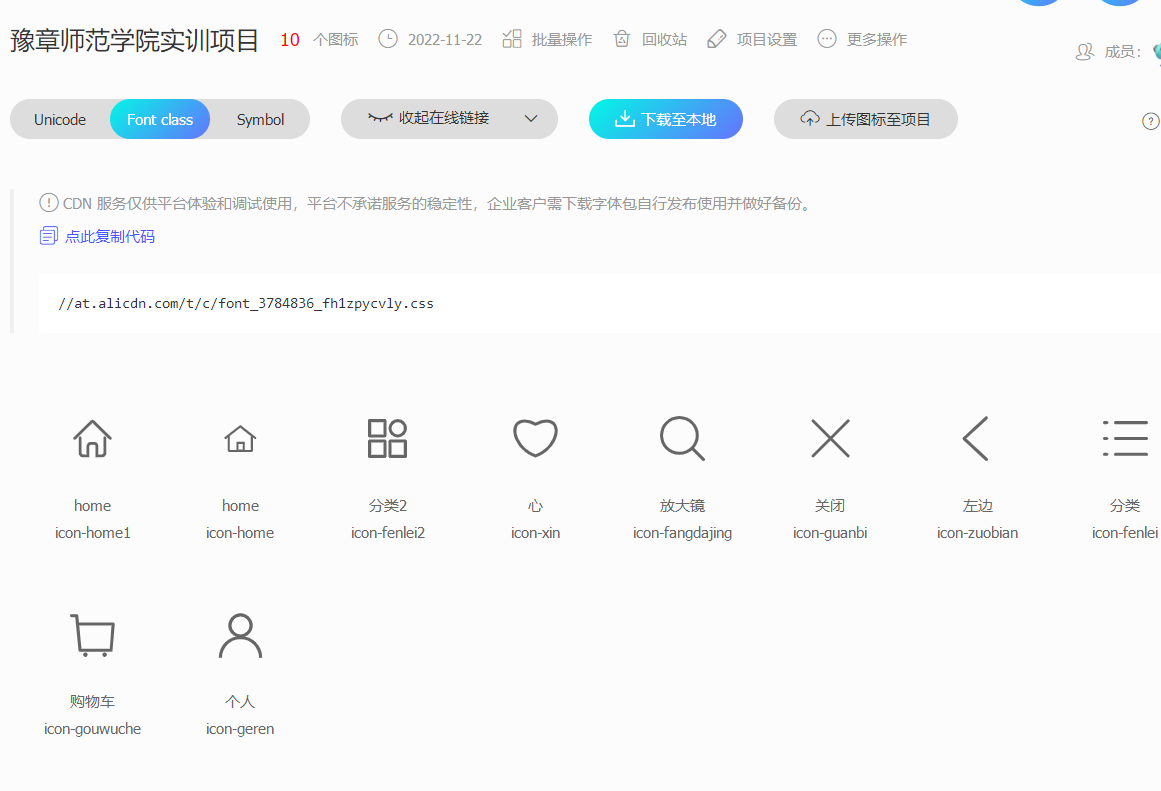 豫章师范学院实训项目 10 个图标 2022-11-22 批量操作 回收站 项目设置 更多操作
成员：
Unicode Font class Symbol 收起在线链接 下载至本地 上传图标至项目
CDN 服务仅供平台体验和调试使用，平台不承诺服务的稳定性，企业客户需下载字体包自行发布使用并做好备份。
点此复制代码
//at.alicdn.com/t/c/font_3784836_fh1zpycvly.css
home home 分类2 心 放大镜 关闭 左边 分类
icon-home1 icon-home icon-fenlei2 icon-xin icon-fangdajing icon-guanbi icon-zuobian icon-fenlei
购物车 个人
icon-gouwuche icon-geren